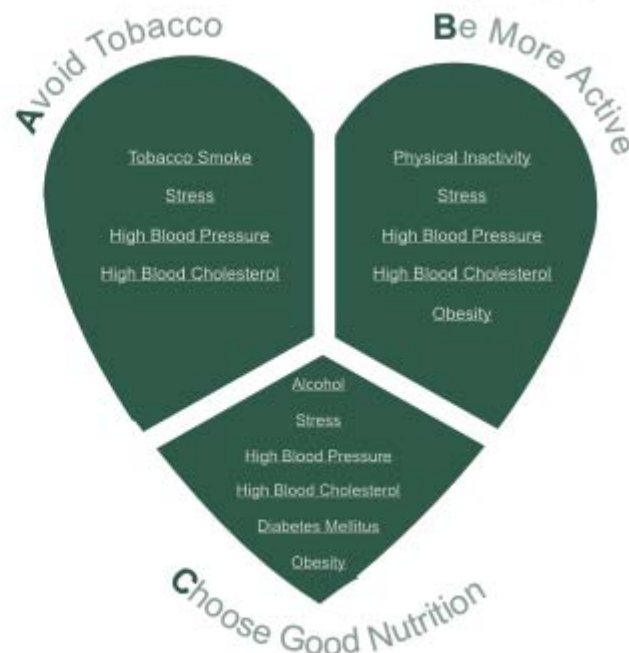 Avoid Tobacco
Tobacco Smoke
Stress
High Blood Pressure
High Blood Cholesterol
Be More Active
Physical Inactivity
Stress
High Blood Pressure
High Blood Cholesterol
Obesity
Alcohol
Stress
High Blood Pressure
High Blood Cholesterol
Diabetes Mellitus
Obesity
Choose Good Nutrition